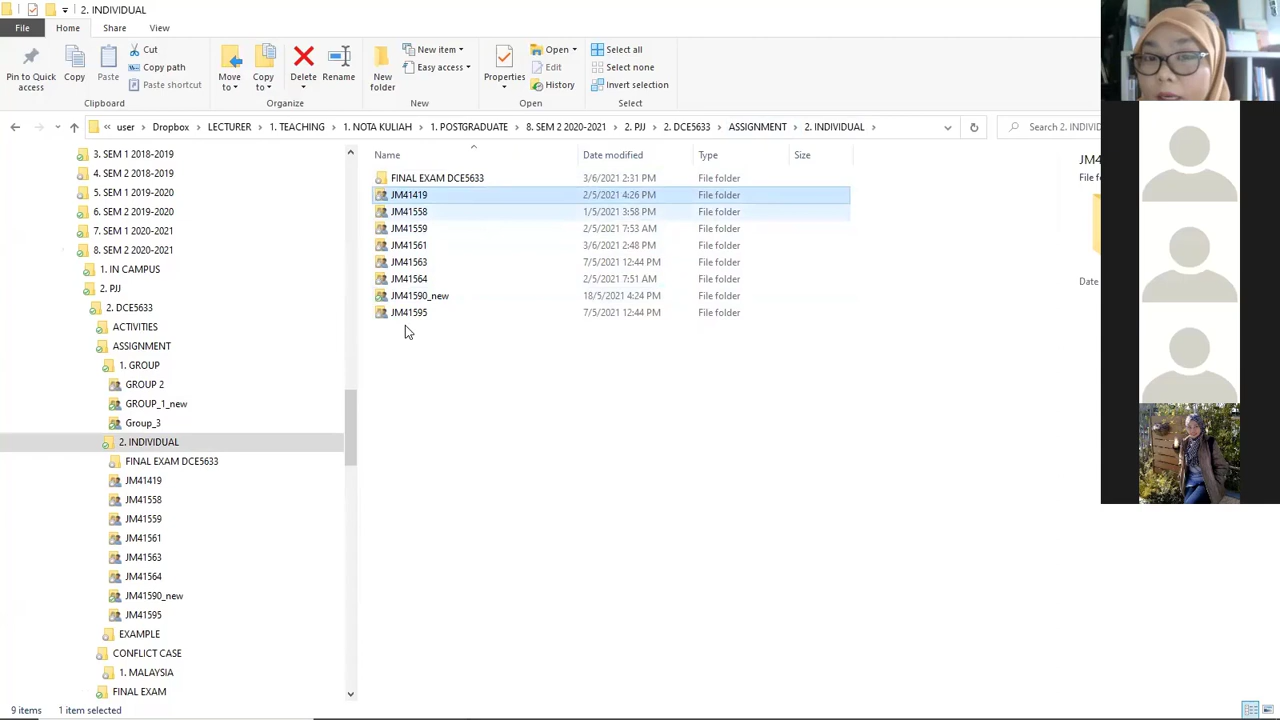 2. INDIVIDUAL
File Home Share View
Pin to Quick access
Copy
Paste
Cut
Copy path
Paste shortcut
Clipboard
Move to
Copy to
Delete
Rename
Organize
New folder
New item
Easy access
New
Properties
Open
Edit
History
Open
Select all
Select none
Invert selection
Select
« user > Dropbox > LECTURER > 1. TEACHING > 1. NOTA KULIAH > 1. POSTGRADUATE > 8. SEM 2 2020-2021 > 2. PJJ > 2. DCE5633 > ASSIGNMENT > 2. INDIVIDUAL >
Search 2. INDIVID
3. SEM 1 2018-2019
4. SEM 2 2018-2019
5. SEM 1 2019-2020
6. SEM 2 2019-2020
7. SEM 1 2020-2021
8. SEM 2 2020-2021
1. IN CAMPUS
2. PJJ
2. DCE5633
ACTIVITIES
ASSIGNMENT
1. GROUP
GROUP 2
GROUP_1_new
Group_3
2. INDIVIDUAL
FINAL EXAM DCE5633
JM41419
JM41558
JM41559
JM41561
JM41563
JM41564
JM41590_new
JM41595
EXAMPLE
CONFLICT CASE
1. MALAYSIA
FINAL EXAM
Name Date modified Type Size
FINAL EXAM DCE5633 3/6/2021 2:31 PM File folder
JM41419 2/5/2021 4:26 PM File folder
JM41558 1/5/2021 3:58 PM File folder
JM41559 2/5/2021 7:53 AM File folder
JM41561 3/6/2021 2:48 PM File folder
JM41563 7/5/2021 12:44 PM File folder
JM41564 2/5/2021 7:51 AM File folder
JM41590_new 18/5/2021 4:24 PM File folder
JM41595 7/5/2021 12:44 PM File folder
JM4
File f
Date
9 items 1 item selected